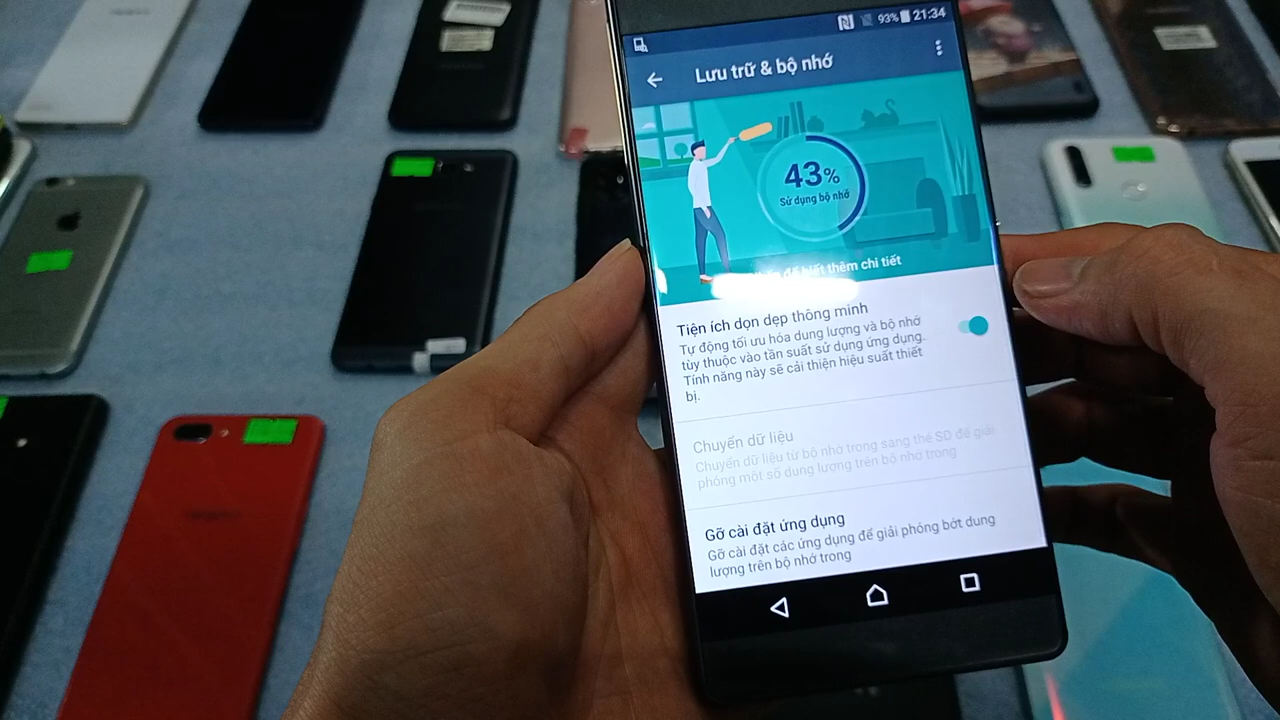 93% 21:34
Lưu trữ & bộ nhớ
43%
Sử dụng bộ nhớ
để biết thêm chi tiết
Tiện ích dọn dẹp thông minh
Tự động tối ưu hóa dung lượng và bộ nhớ
tùy thuộc vào tần suất sử dụng ứng dụng.
Tính năng này sẽ cải thiện hiệu suất thiết
bị.
Chuyển dữ liệu
Chuyển dữ liệu từ bộ nhớ trong sang thẻ SD để giải
phóng một số dung lượng trên bộ nhớ trong
Gỡ cài đặt ứng dụng
Gỡ cài đặt các ứng dụng để giải phóng bớt dung
lượng trên bộ nhớ trong